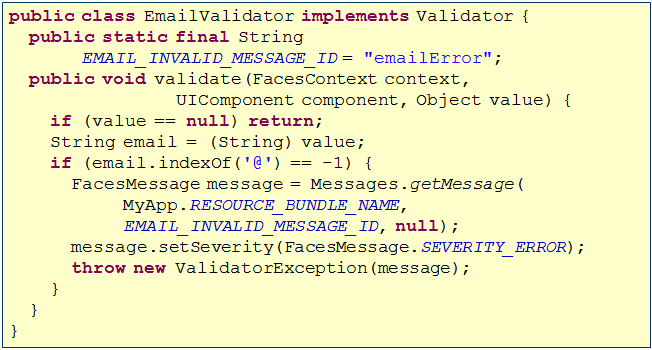 public class EmailValidator implements Validator {
public static final String
EMAIL_INVALID_MESSAGE_ID = "emailError";
public void validate(FacesContext context,
UIComponent component, Object value) {
if (value == null) return;
String email = (String) value;
if (email.indexOf('@') == -1) {
FacesMessage message = Messages.getMessage(
MyApp.RESOURCE_BUNDLE_NAME,
EMAIL_INVALID_MESSAGE_ID, null);
message.setSeverity(FacesMessage.SEVERITY_ERROR);
throw new ValidatorException(message);
}
}
}